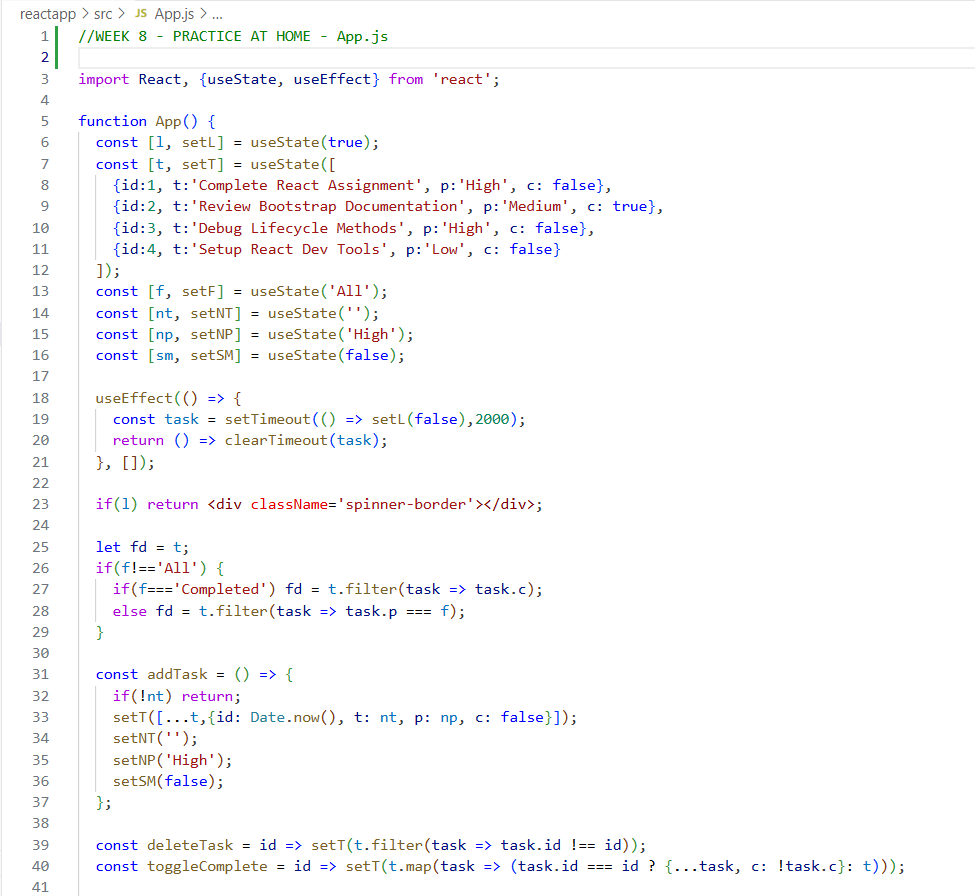 reactapp > src > JS App.js > ...
1 //WEEK 8 - PRACTICE AT HOME - App.js
2
3 import React, {useState, useEffect} from 'react';
4
5 function App() {
6   const [l, setL] = useState(true);
7   const [t, setT] = useState([
8     {id:1, t:'Complete React Assignment', p:'High', c: false},
9     {id:2, t:'Review Bootstrap Documentation', p:'Medium', c: true},
10     {id:3, t:'Debug Lifecycle Methods', p:'High', c: false},
11     {id:4, t:'Setup React Dev Tools', p:'Low', c: false}
12   ]);
13   const [f, setF] = useState('All');
14   const [nt, setNT] = useState('');
15   const [np, setNP] = useState('High');
16   const [sm, setSM] = useState(false);
17
18   useEffect(() => {
19     const task = setTimeout(() => setL(false),2000);
20     return () => clearTimeout(task);
21   }, []);
22
23   if(l) return <div className='spinner-border'></div>;
24
25   let fd = t;
26   if(f!=='All') {
27     if(f==='Completed') fd = t.filter(task => task.c);
28     else fd = t.filter(task => task.p === f);
29   }
30
31   const addTask = () => {
32     if(!nt) return;
33     setT([...t,{id: Date.now(), t: nt, p: np, c: false}]);
34     setNT('');
35     setNP('High');
36     setSM(false);
37   };
38
39   const deleteTask = id => setT(t.filter(task => task.id !== id));
40   const toggleComplete = id => setT(t.map(task => (task.id === id ? {...task, c: !task.c}: t)));
41